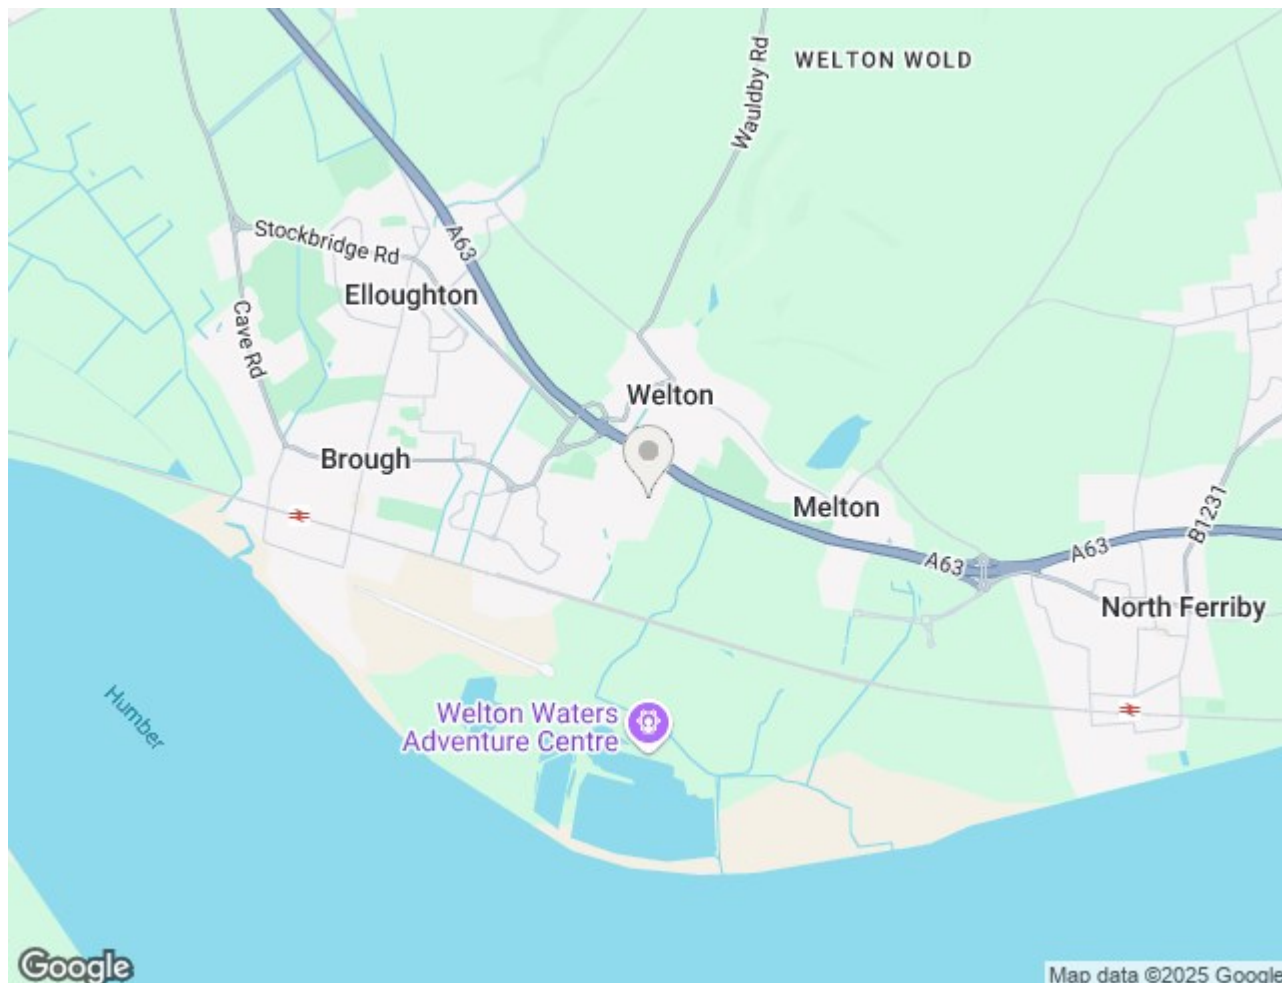 WELTON WOLD
Wauldby Rd
Stockbridge Rd
A63
Elloughton
Cave Rd
Welton
Brough
Melton
B1231
A63
A63
North Ferriby
Humber
Welton Waters
Adventure Centre
Google
Map data ©2025 Google